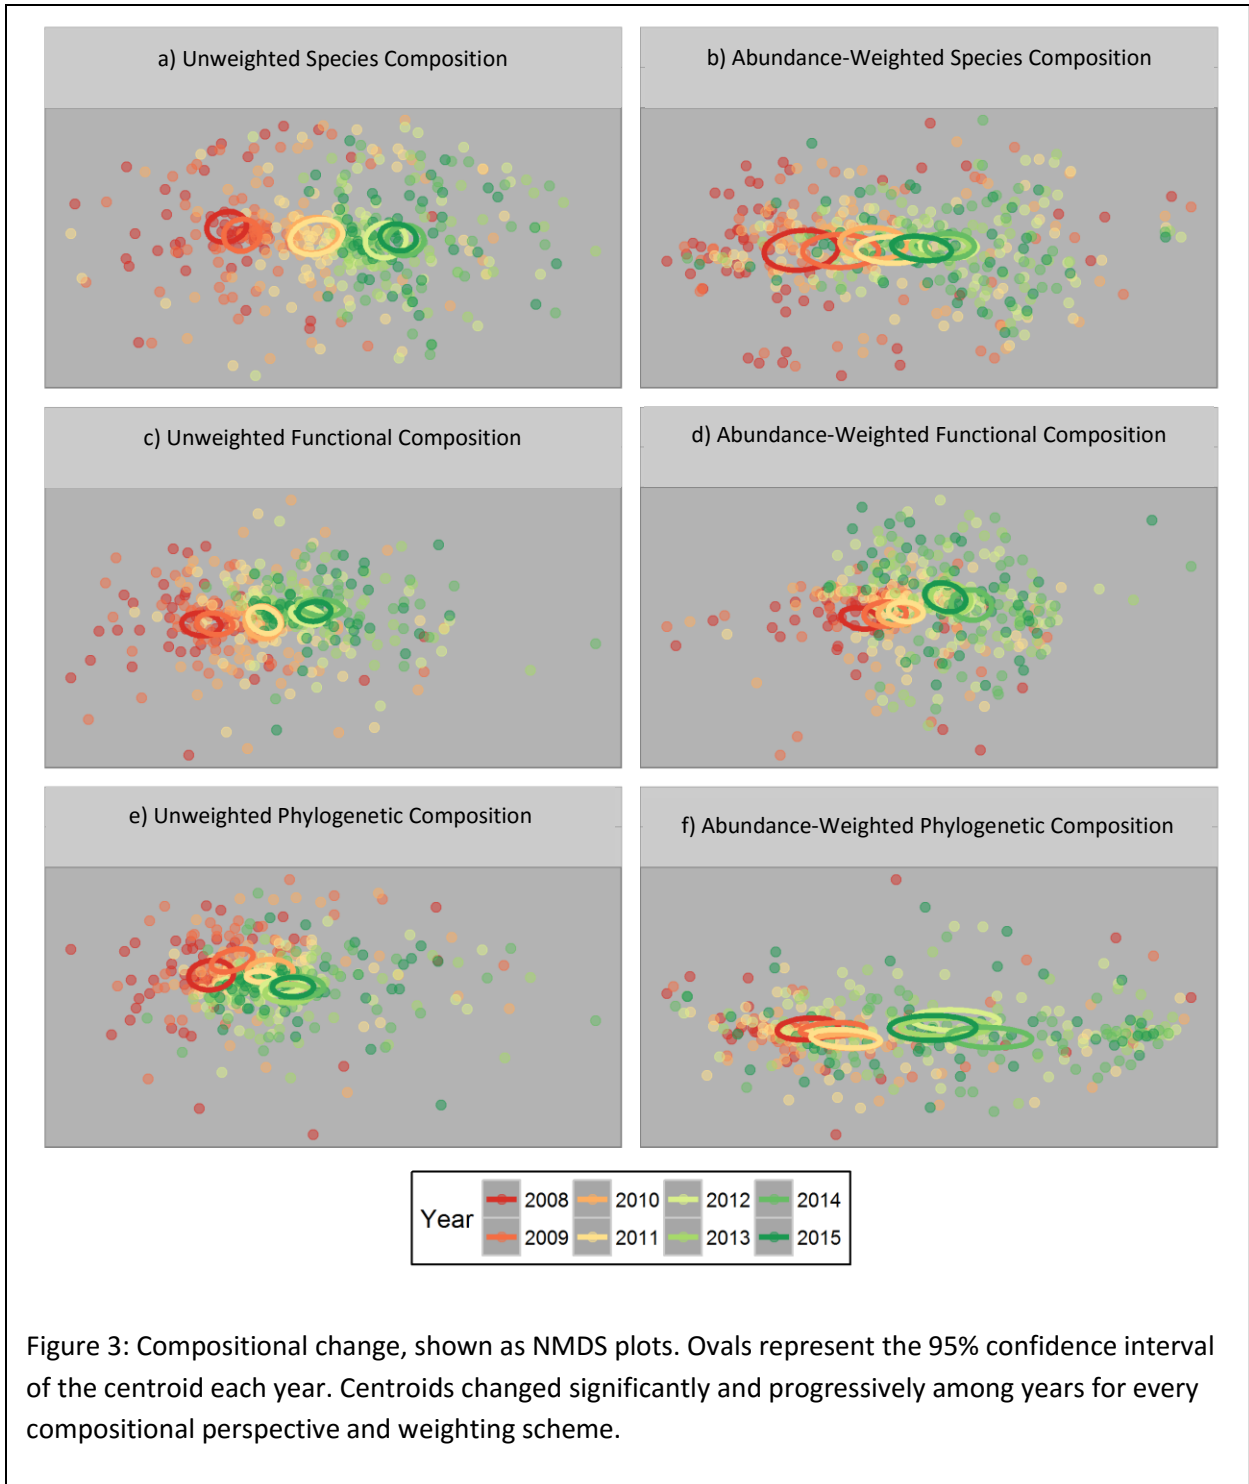 a) Unweighted Species Composition
b) Abundance-Weighted Species Composition
c) Unweighted Functional Composition
d) Abundance-Weighted Functional Composition
e) Unweighted Phylogenetic Composition
f) Abundance-Weighted Phylogenetic Composition
Year
2008 2010 2012 2014
2009 2011 2013 2015
Figure 3: Compositional change, shown as NMDS plots. Ovals represent the 95% confidence interval
of the centroid each year. Centroids changed significantly and progressively among years for every
compositional perspective and weighting scheme.